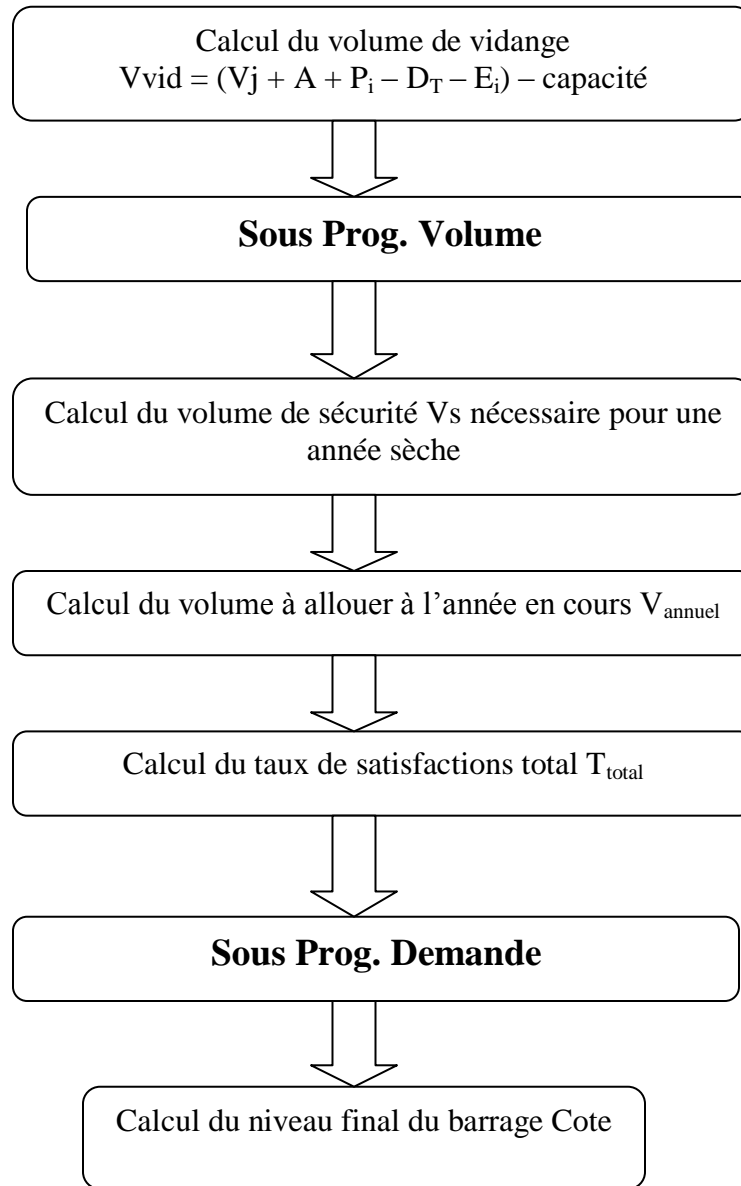 Calcul du volume de vidange
Vvid = (Vj + A + Pi – DT – Ei) – capacité
Sous Prog. Volume
Calcul du volume de sécurité Vs nécessaire pour une
année sèche
Calcul du volume à allouer à l’année en cours Vannuel
Calcul du taux de satisfactions total Ttotal
Sous Prog. Demande
Calcul du niveau final du barrage Cote